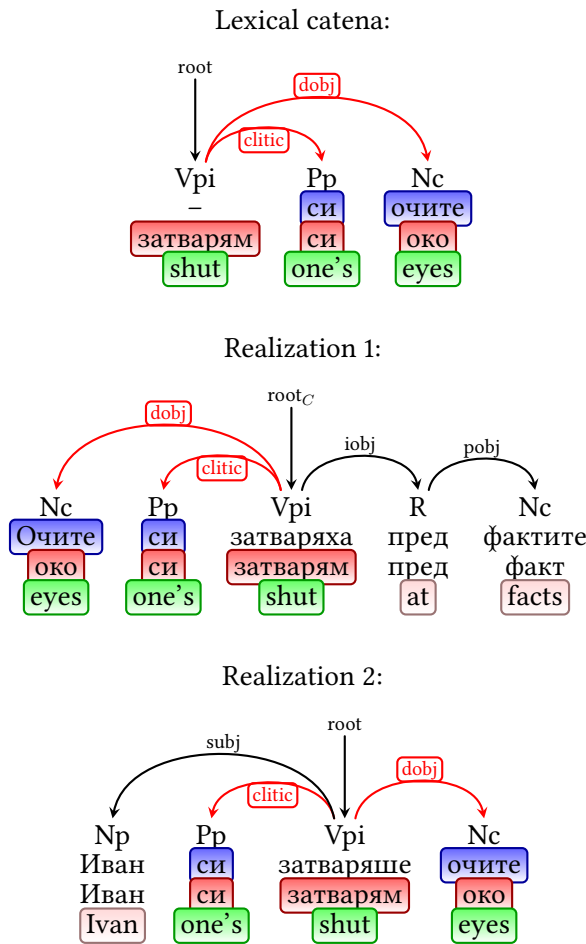 Lexical catena:
root
dobj
clitic
Vpi Pp Nc
– си очите
затварям си око
shut one's eyes
Realization 1:
root_C
dobj
iobj pobj
clitic
Nc Pp Vpi R Nc
Очите си затваряха пред фактите
око си затварям пред факт
eyes one's shut at facts
Realization 2:
root
subj
dobj
clitic
Np Pp Vpi Nc
Иван си затваряше очите
Иван си затварям око
Ivan one's shut eyes